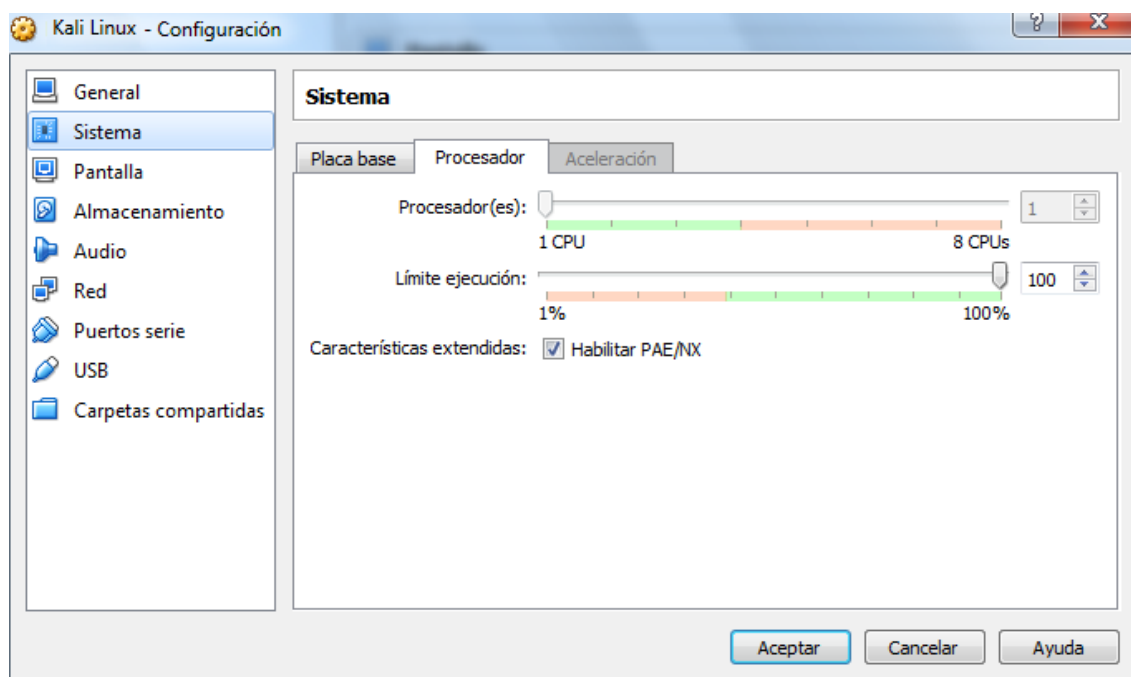 Kali Linux - Configuración
General
Sistema
Pantalla
Almacenamiento
Audio
Red
Puertos serie
USB
Carpetas compartidas
Sistema
Placa base Procesador Aceleración
Procesador(es): 1
1 CPU 8 CPUs
Límite ejecución: 100
1% 100%
Características extendidas: Habilitar PAE/NX
Aceptar Cancelar Ayuda